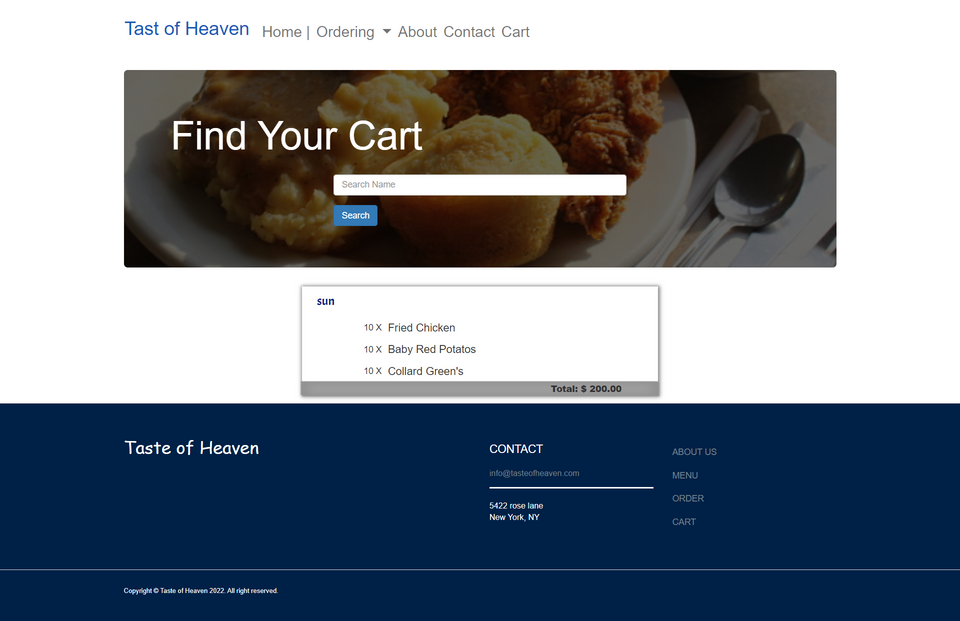 Tast of Heaven Home | Ordering About Contact Cart
Find Your Cart
Search Name
Search
sun
10 X Fried Chicken
10 X Baby Red Potatos
10 X Collard Green's
Total: $ 200.00
Taste of Heaven
CONTACT
info@tasteofheaven.com
5422 rose lane
New York, NY
ABOUT US
MENU
ORDER
CART
Copyright © Taste of Heaven 2022. All right reserved.